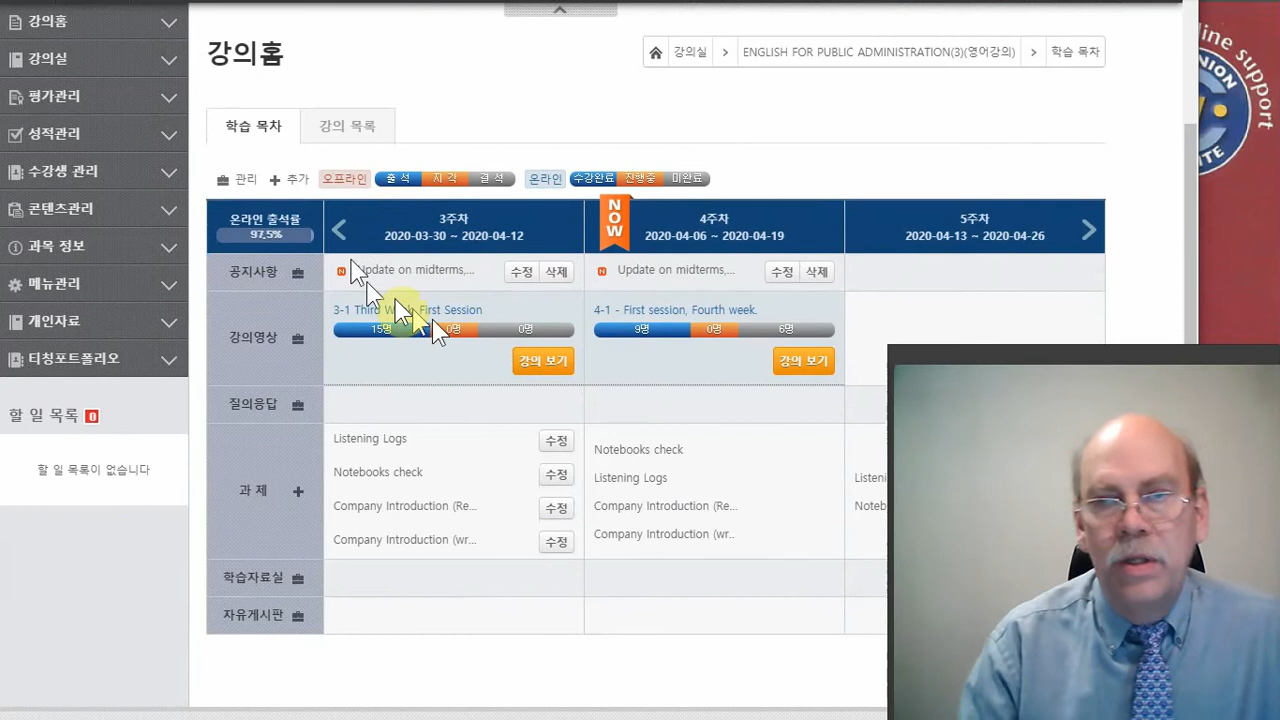 강의홈
강의실
평가관리
성적관리
수강생 관리
콘텐츠관리
과목 정보
메뉴관리
개인자료
티칭포트폴리오
할 일 목록 0
할 일 목록이 없습니다
강의홈
강의실 > ENGLISH FOR PUBLIC ADMINISTRATION(3)(영어강의) > 학습 목차
학습 목차 강의 목록
관리 + 추가 오프라인 출석 지각 결석 온라인 수강완료 진행중 미완료
온라인 출석률
97.5%
3주차
2020-03-30 ~ 2020-04-12
NOW
4주차
2020-04-06 ~ 2020-04-19
5주차
2020-04-13 ~ 2020-04-26
공지사항
N Update on midterms,... 수정 삭제
N Update on midterms,... 수정 삭제
강의영상
3-1 Third First Session
15명 0명 0명
강의 보기
4-1 - First session, Fourth week.
9명 0명 6명
강의 보기
질의응답
과 제 +
Listening Logs 수정
Notebooks check 수정
Company Introduction (Re... 수정
Company Introduction (wr... 수정
Notebooks check
Listening Logs
Company Introduction (Re...
Company Introduction (wr..
Listeni
Noteb
학습자료실
자유게시판
line support
NION
W
ITE